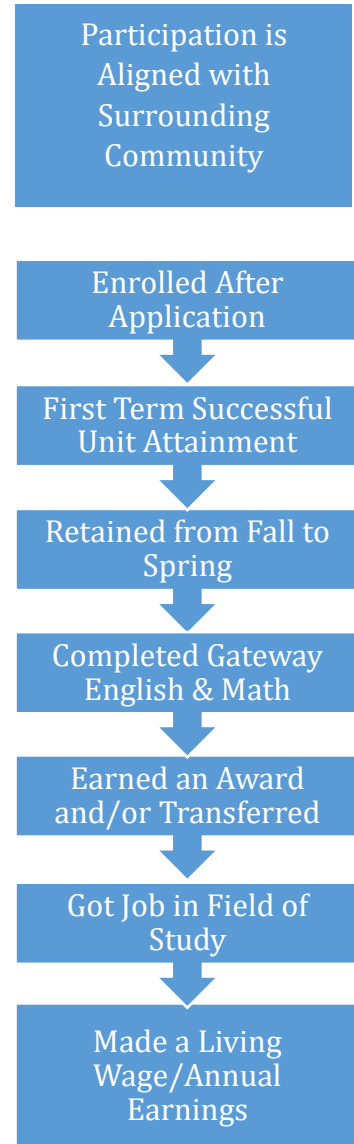 Participation is
Aligned with
Surrounding
Community
Enrolled After
Application
First Term Successful
Unit Attainment
Retained from Fall to
Spring
Completed Gateway
English & Math
Earned an Award
and/or Transferred
Got Job in Field of
Study
Made a Living
Wage/Annual
Earnings